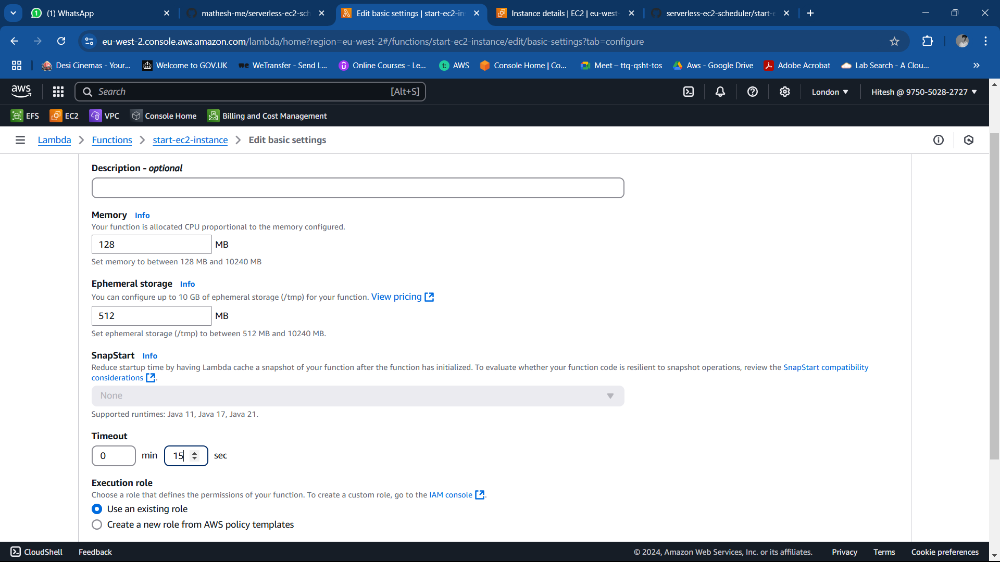 (1) WhatsApp
mathesh-me/serverless-ec2-sch
Edit basic settings | start-ec2-in
Instance details | EC2 | eu-west-
serverless-ec2-scheduler/start-e
eu-west-2.console.aws.amazon.com/lambda/home?region=eu-west-2#/functions/start-ec2-instance/edit/basic-settings?tab=configure
Desi Cinemas - Your...
Welcome to GOV.UK
we WeTransfer - Send L...
Online Courses - Le...
t: AWS
Console Home | Co...
Meet – ttq-qsht-tos
Aws - Google Drive
Adobe Acrobat
Lab Search - A Clou...
aws
Search
[Alt+S]
London
Hitesh @ 9750-5028-2727
EFS
EC2
VPC
Console Home
Billing and Cost Management
Lambda
Functions
start-ec2-instance
Edit basic settings
Description - optional
Memory Info
Your function is allocated CPU proportional to the memory configured.
128 MB
Set memory to between 128 MB and 10240 MB
Ephemeral storage Info
You can configure up to 10 GB of ephemeral storage (/tmp) for your function. View pricing
512 MB
Set ephemeral storage (/tmp) to between 512 MB and 10240 MB.
SnapStart Info
Reduce startup time by having Lambda cache a snapshot of your function after the function has initialized. To evaluate whether your function code is resilient to snapshot operations, review the SnapStart compatibility
considerations .
None
Supported runtimes: Java 11, Java 17, Java 21.
Timeout
0 min 15 sec
Execution role
Choose a role that defines the permissions of your function. To create a custom role, go to the IAM console .
Use an existing role
Create a new role from AWS policy templates
CloudShell
Feedback
© 2024, Amazon Web Services, Inc. or its affiliates.
Privacy
Terms
Cookie preferences